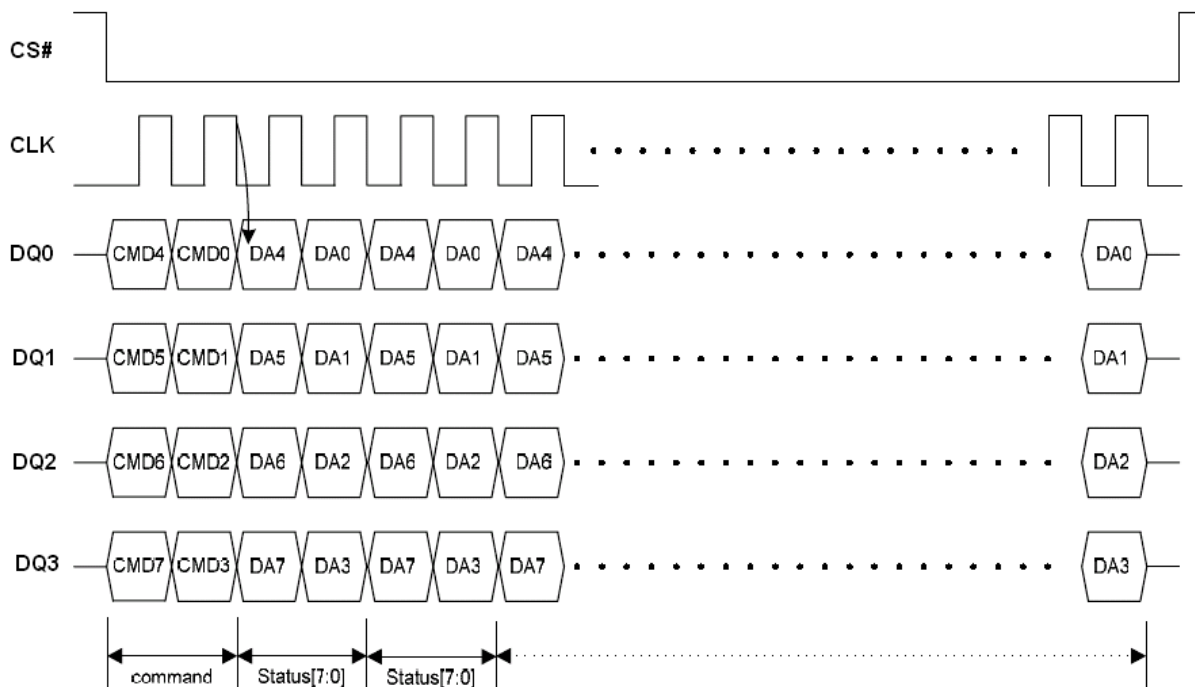 CS#
CLK
DQ0 CMD4 CMD0 DA4 DA0 DA4 DA0 DA4 DA0
DQ1 CMD5 CMD1 DA5 DA1 DA5 DA1 DA5 DA1
DQ2 CMD6 CMD2 DA6 DA2 DA6 DA2 DA6 DA2
DQ3 CMD7 CMD3 DA7 DA3 DA7 DA3 DA7 DA3
command Status[7:0] Status[7:0]